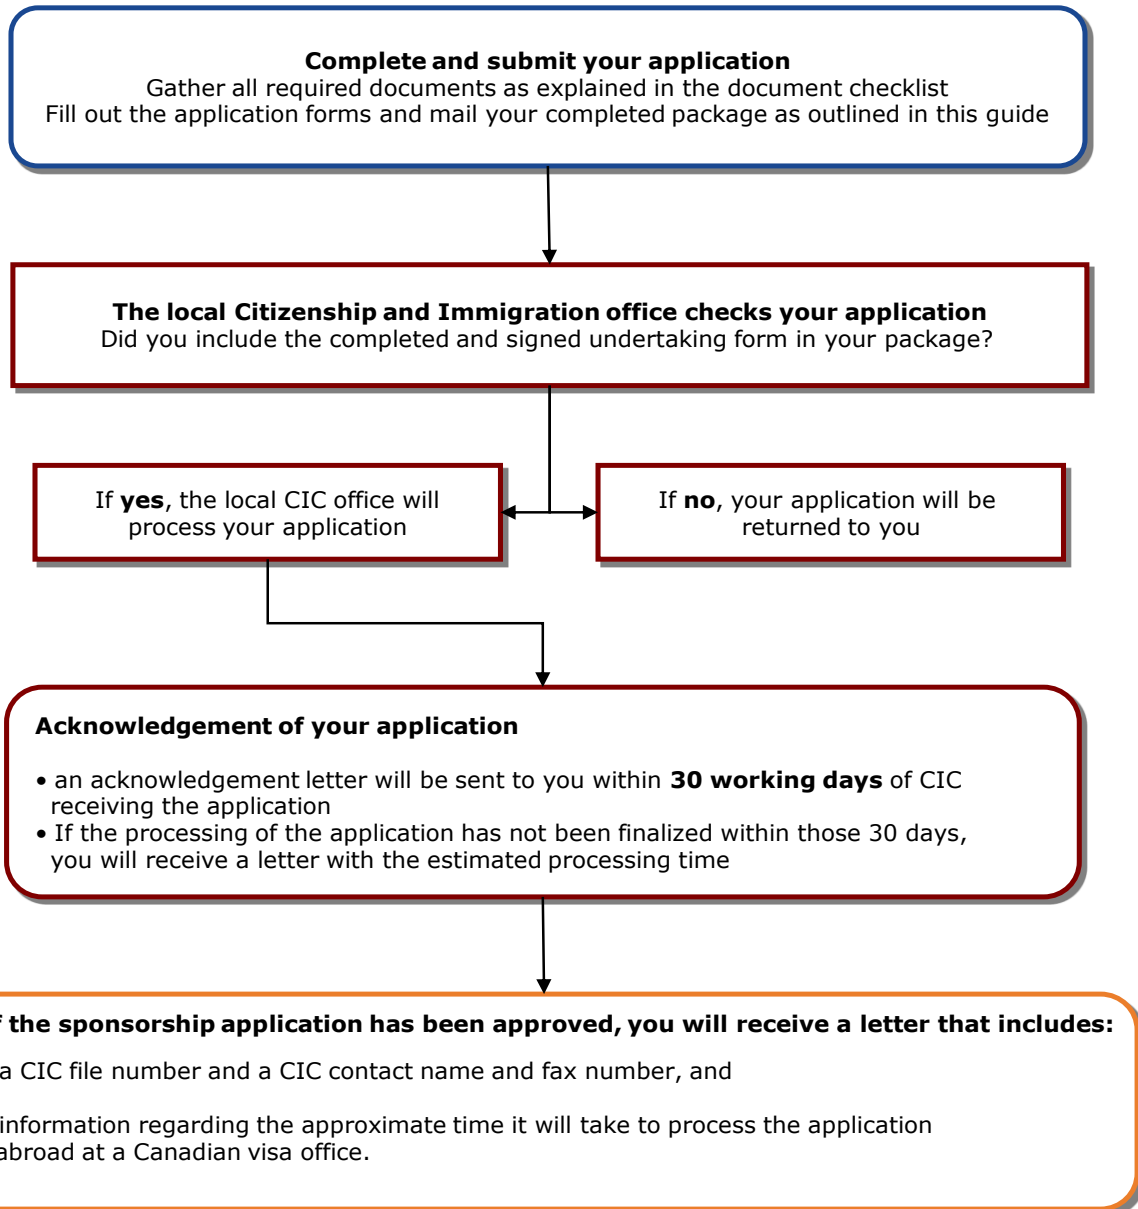 Complete and submit your application
Gather all required documents as explained in the document checklist
Fill out the application forms and mail your completed package as outlined in this guide
The local Citizenship and Immigration office checks your application
Did you include the completed and signed undertaking form in your package?
If yes, the local CIC office will
process your application
If no, your application will be
returned to you
Acknowledgement of your application
• an acknowledgement letter will be sent to you within 30 working days of CIC
receiving the application
• If the processing of the application has not been finalized within those 30 days,
you will receive a letter with the estimated processing time
f the sponsorship application has been approved, you will receive a letter that includes:
a CIC file number and a CIC contact name and fax number, and
information regarding the approximate time it will take to process the application
abroad at a Canadian visa office.